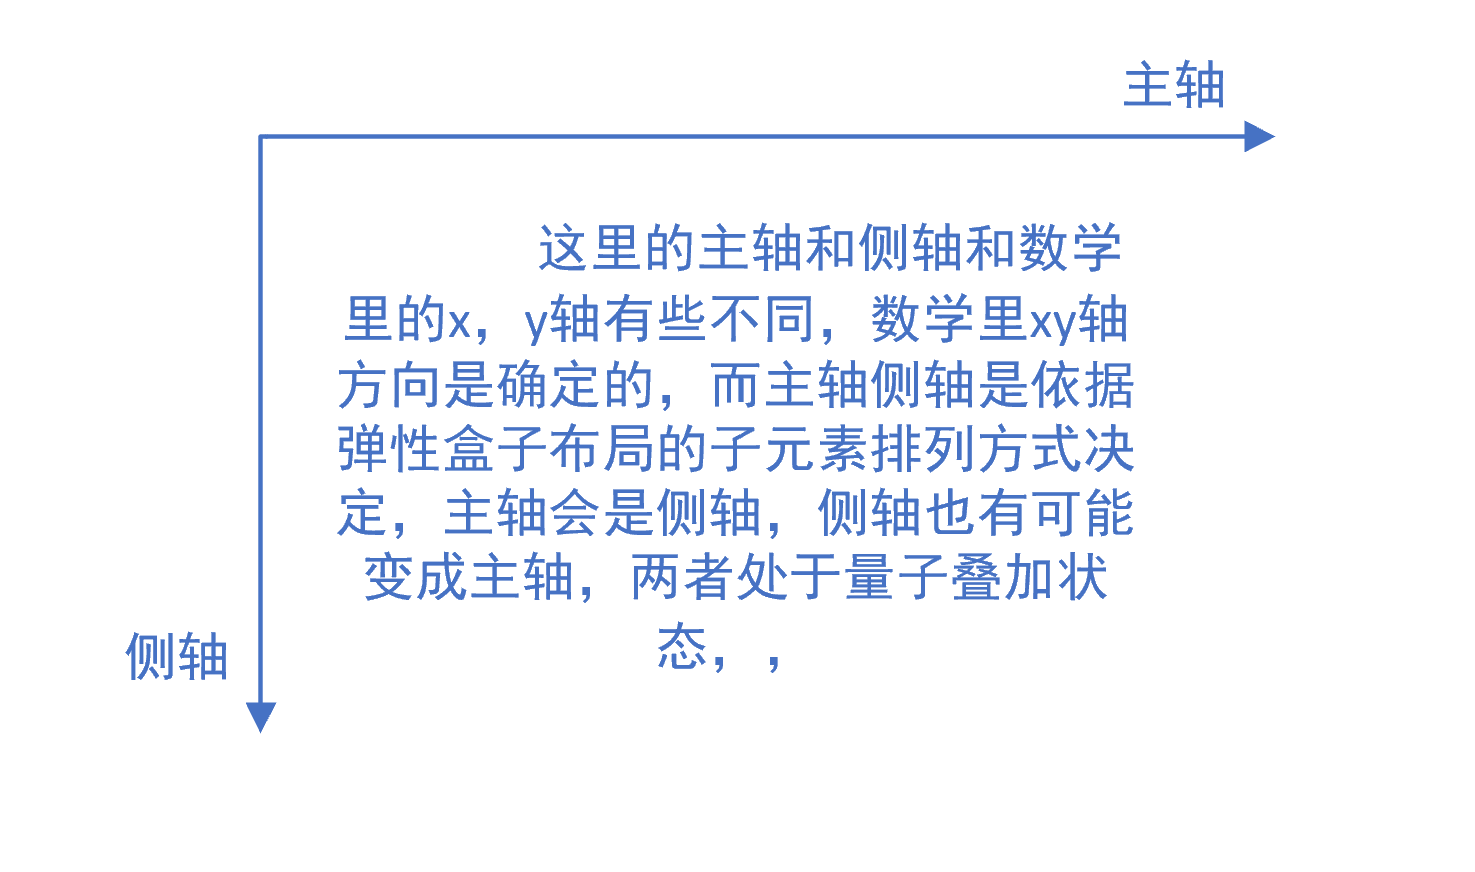 主轴
这里的主轴和侧轴和数学
里的x，y轴有些不同，数学里xy轴
方向是确定的，而主轴侧轴是依据
弹性盒子布局的子元素排列方式决
定，主轴会是侧轴，侧轴也有可能
变成主轴，两者处于量子叠加状
态，，
侧轴